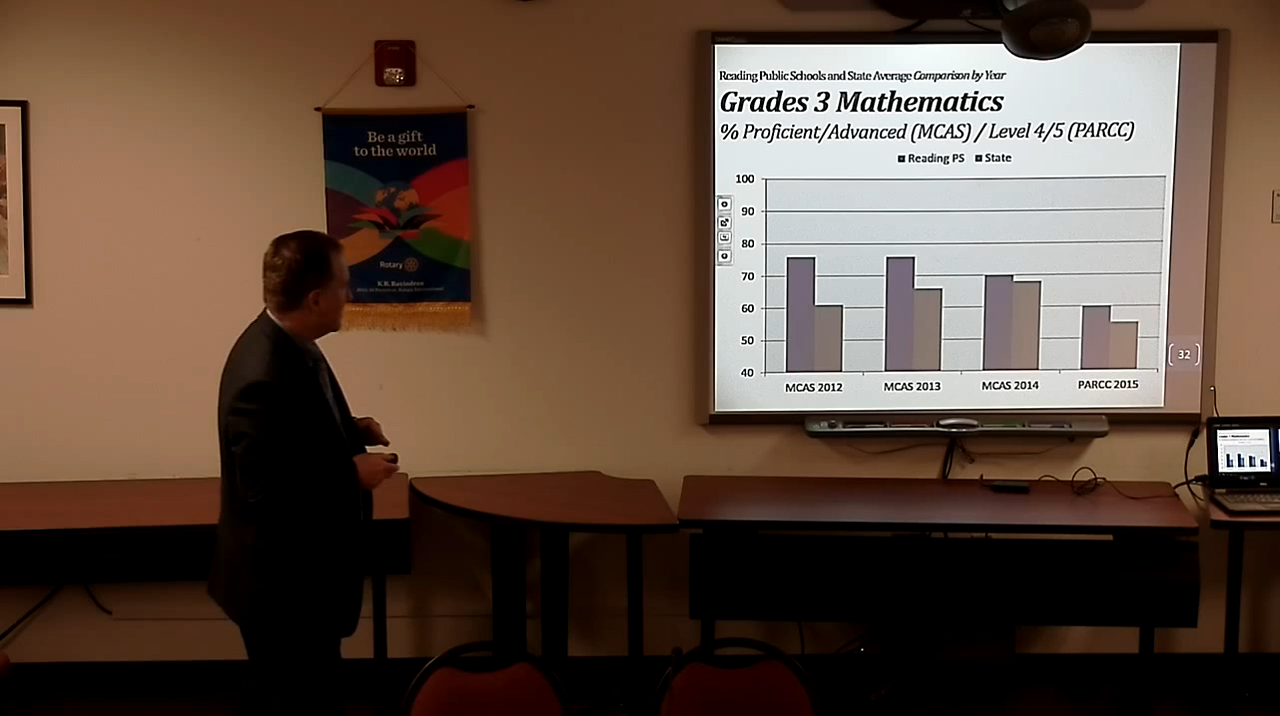 Be a gift
to the world
Rotary
K.R. Ravindran
Reading Public Schools and State Average Comparison by Year
Grades 3 Mathematics
% Proficient/Advanced (MCAS) / Level 4/5 (PARCC)
Reading PS State
100
90
80
70
60
50
40
MCAS 2012 MCAS 2013 MCAS 2014 PARCC 2015
32